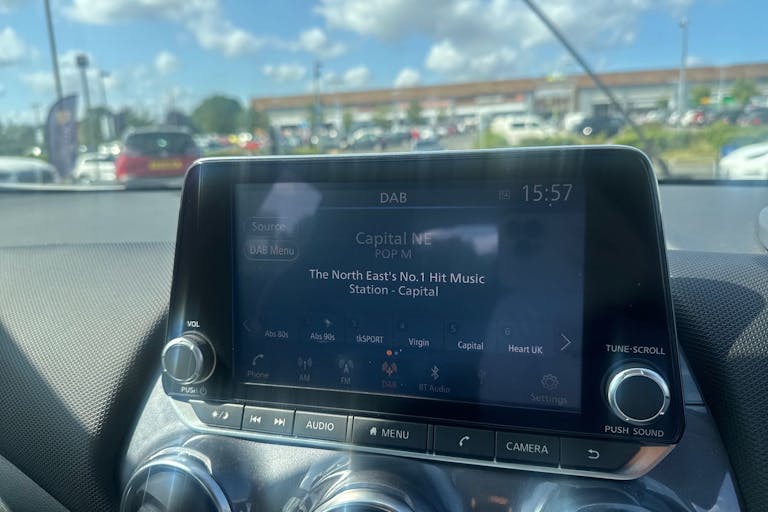 DAB
15:57
Source
Capital NE
DAB Menu
POP M
The North East's No.1 Hit Music
Station - Capital
4
5
6
Abs 80s
Abs 90s
tkSPORT
Virgin
Capital
Heart UK
Phone
AM
FM
DAB
BT Audio
Settings
VOL
PUSH
TUNE·SCROLL
PUSH SOUND
AUDIO
MENU
CAMERA